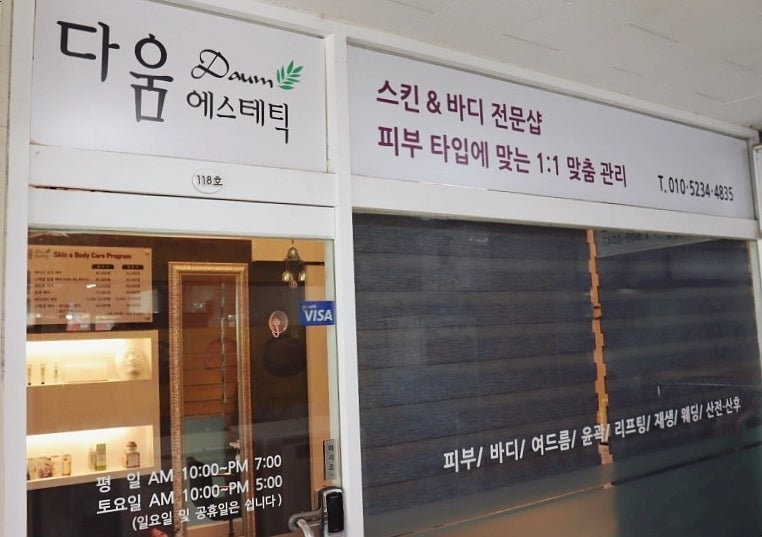 다움 Daum
에스테틱
스킨 & 바디 전문샵
피부 타입에 맞는 1:1 맞춤 관리
T. 010·5234·4835
118호
Skin & Body Care Program
VISA
피부/ 바디/ 여드름/ 윤곽/ 리프팅/ 재생/ 웨딩/ 산전·산후
평 일 AM 10:00~PM 7:00
토요일 AM 10:00~PM 5:00
(일요일 및 공휴일은 쉽니다)